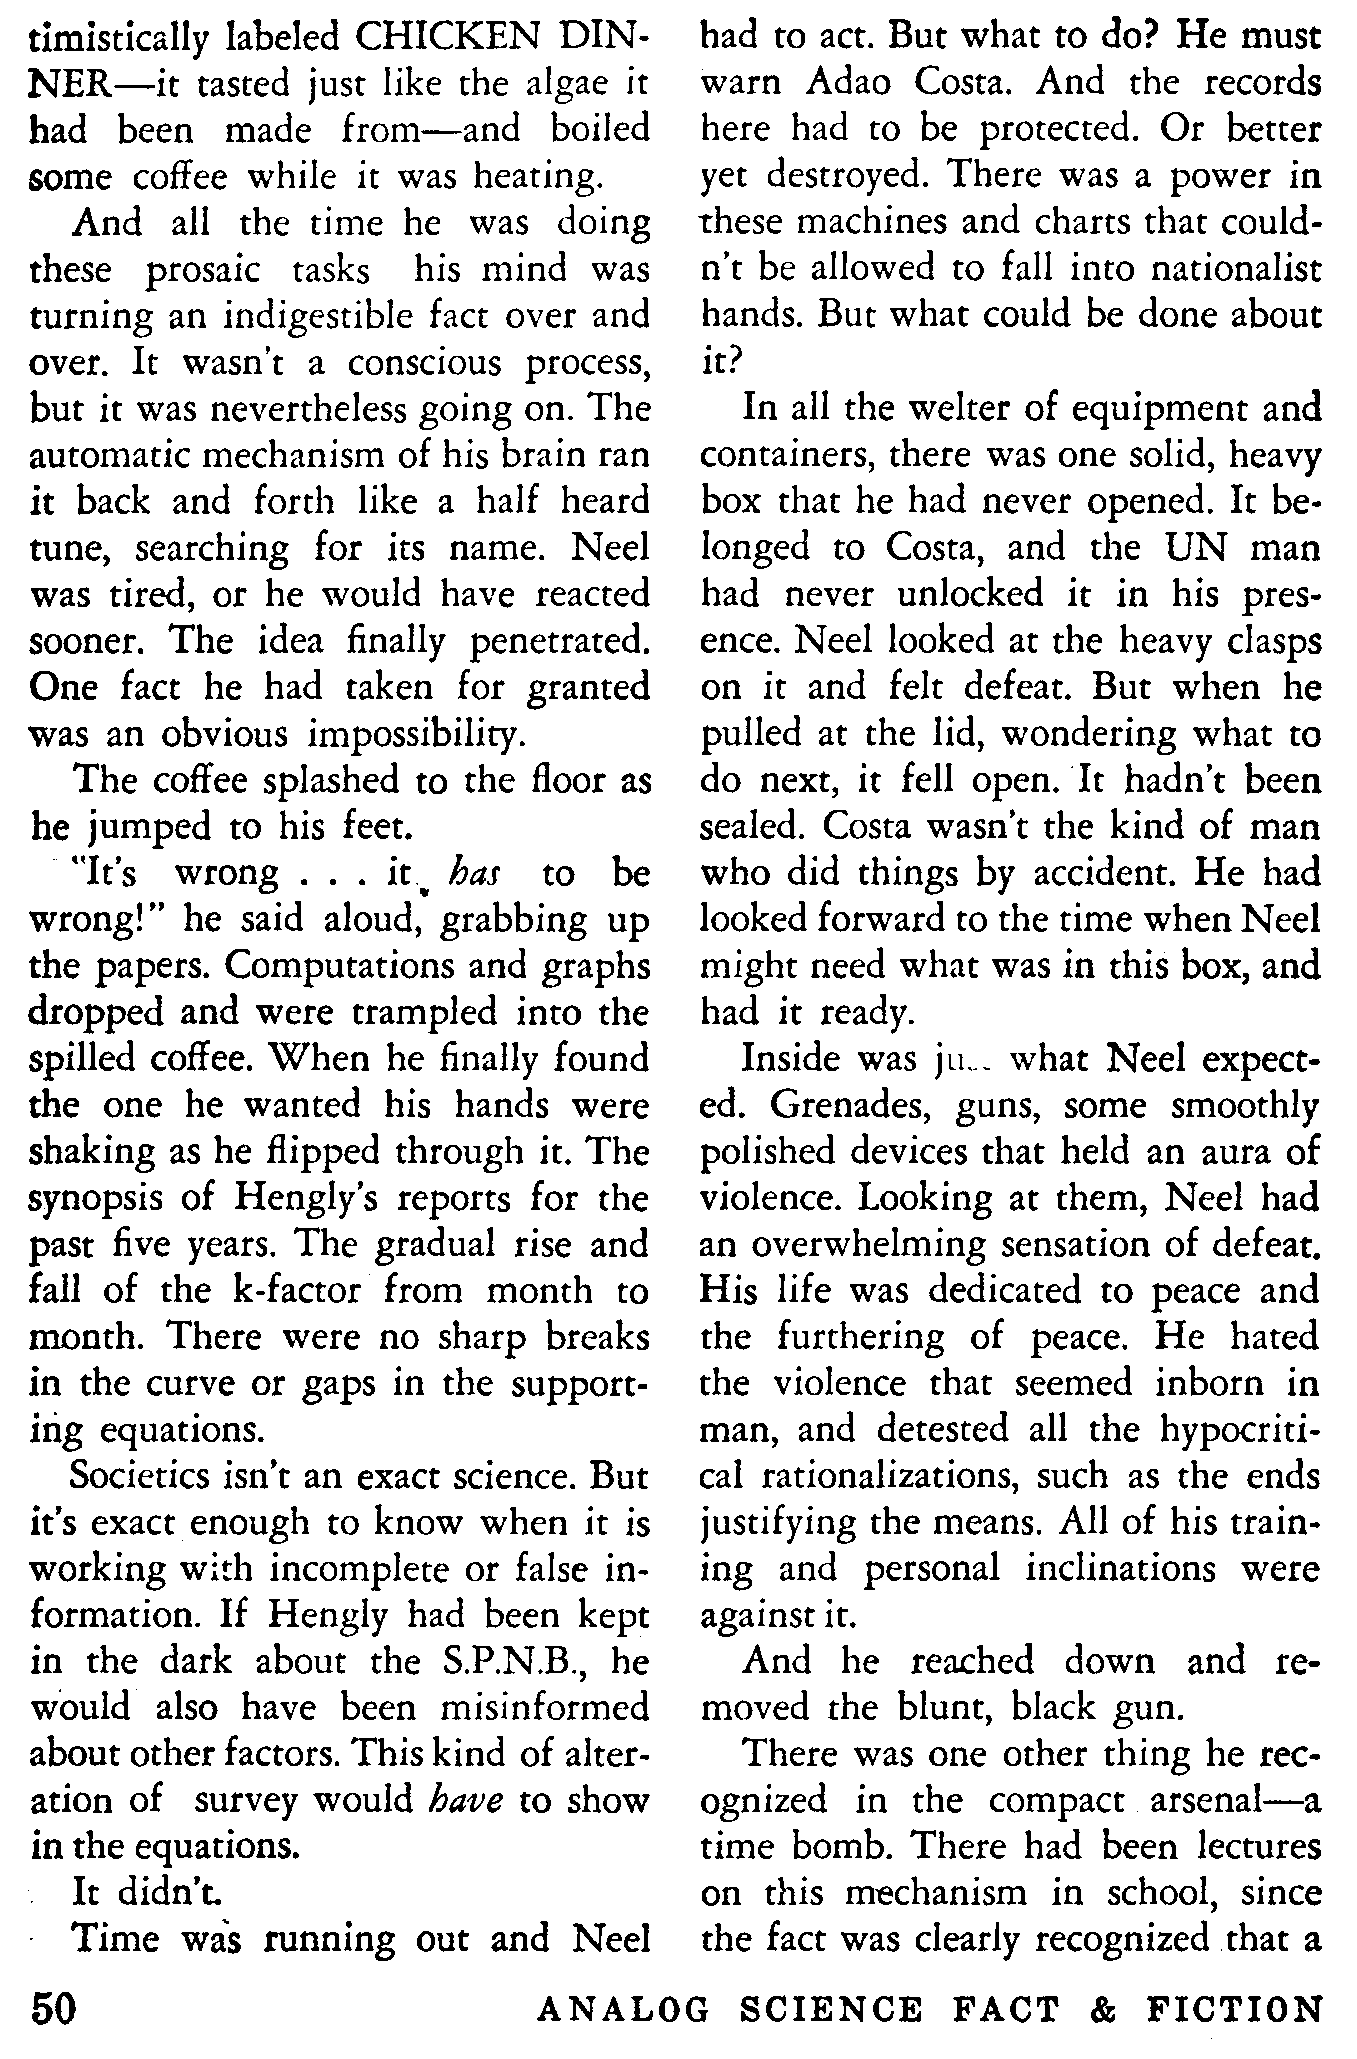 timistically labeled CHICKEN DIN-
NER—it tasted just like the algae it
had been made from—and boiled
some coffee while it was heating.
And all the time he was doing
these prosaic tasks his mind was
turning an indigestible fact over and
over. It wasn't a conscious process,
but it was nevertheless going on. The
automatic mechanism of his brain ran
it back and forth like a half heard
tune, searching for its name. Neel
was tired, or he would have reacted
sooner. The idea finally penetrated.
One fact he had taken for granted
was an obvious impossibility.
The coffee splashed to the floor as
he jumped to his feet.
"It's wrong . . . it has to be
wrong!" he said aloud, grabbing up
the papers. Computations and graphs
dropped and were trampled into the
spilled coffee. When he finally found
the one he wanted his hands were
shaking as he flipped through it. The
synopsis of Hengly's reports for the
past five years. The gradual rise and
fall of the k-factor from month to
month. There were no sharp breaks
in the curve or gaps in the support-
ing equations.
Societics isn't an exact science. But
it's exact enough to know when it is
working with incomplete or false in-
formation. If Hengly had been kept
in the dark about the S.P.N.B., he
would also have been misinformed
about other factors. This kind of alter-
ation of survey would have to show
in the equations.
It didn't.
Time was running out and Neel
had to act. But what to do? He must
warn Adao Costa. And the records
here had to be protected. Or better
yet destroyed. There was a power in
these machines and charts that could-
n't be allowed to fall into nationalist
hands. But what could be done about
it?
In all the welter of equipment and
containers, there was one solid, heavy
box that he had never opened. It be-
longed to Costa, and the UN man
had never unlocked it in his pres-
ence. Neel looked at the heavy clasps
on it and felt defeat. But when he
pulled at the lid, wondering what to
do next, it fell open. It hadn't been
sealed. Costa wasn't the kind of man
who did things by accident. He had
looked forward to the time when Neel
might need what was in this box, and
had it ready.
Inside was what Neel expect-
ed. Grenades, guns, some smoothly
polished devices that held an aura of
violence. Looking at them, Neel had
an overwhelming sensation of defeat.
His life was dedicated to peace and
the furthering of peace. He hated
the violence that seemed inborn in
man, and detested all the hypocriti-
cal rationalizations, such as the ends
justifying the means. All of his train-
ing and personal inclinations were
against it.
And he reached down and re-
moved the blunt, black gun.
There was one other thing he rec-
ognized in the compact arsenal—a
time bomb. There had been lectures
on this mechanism in school, since
the fact was clearly recognized that a
50 ANALOG SCIENCE FACT & FICTION